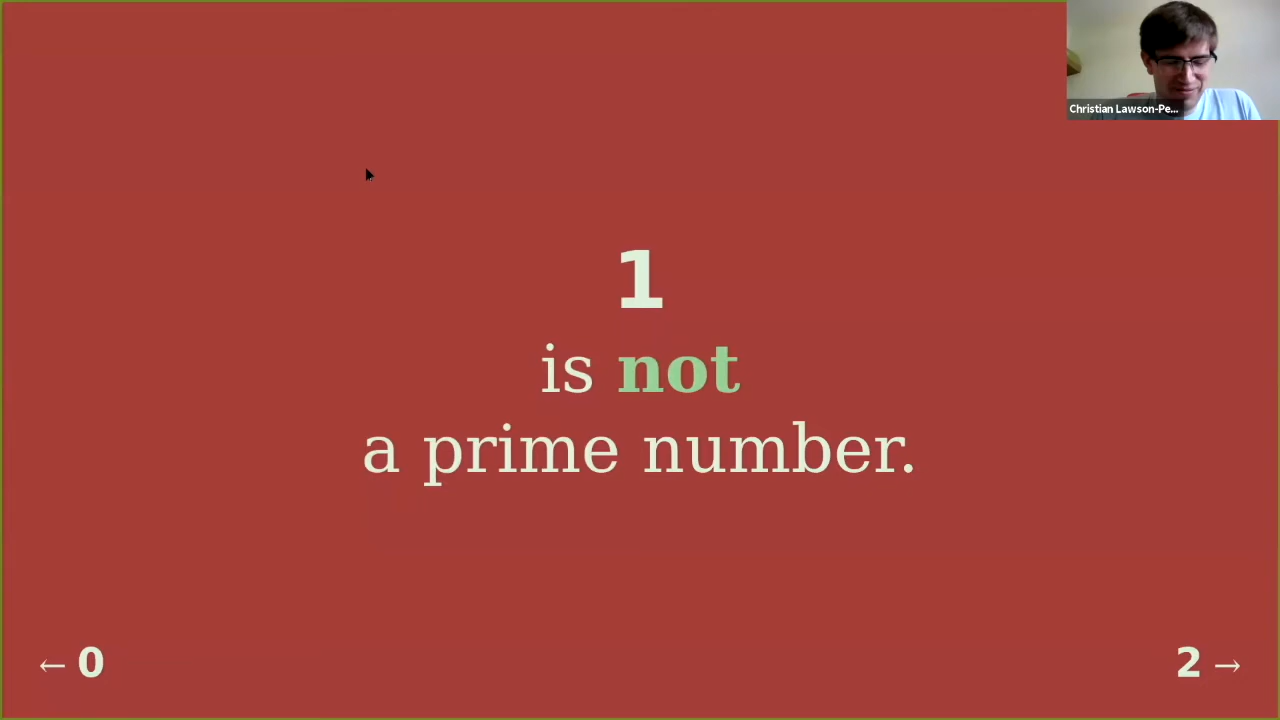 Christian Lawson-Pe...
1
is not
a prime number.
← 0
2 →